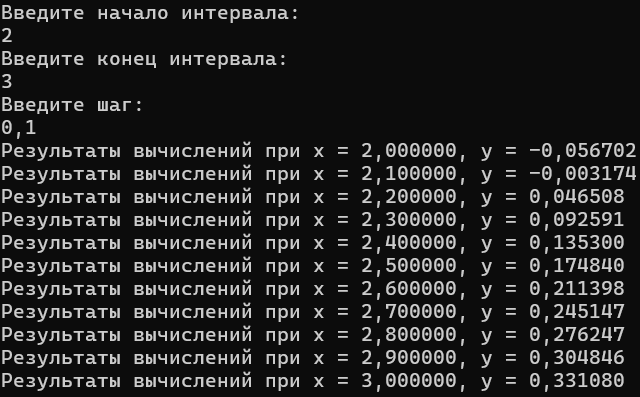 Введите начало интервала:
2
Введите конец интервала:
3
Введите шаг:
0,1
Результаты вычислений при x = 2,000000, y = -0,056702
Результаты вычислений при x = 2,100000, y = -0,003174
Результаты вычислений при x = 2,200000, y = 0,046508
Результаты вычислений при x = 2,300000, y = 0,092591
Результаты вычислений при x = 2,400000, y = 0,135300
Результаты вычислений при x = 2,500000, y = 0,174840
Результаты вычислений при x = 2,600000, y = 0,211398
Результаты вычислений при x = 2,700000, y = 0,245147
Результаты вычислений при x = 2,800000, y = 0,276247
Результаты вычислений при x = 2,900000, y = 0,304846
Результаты вычислений при x = 3,000000, y = 0,331080